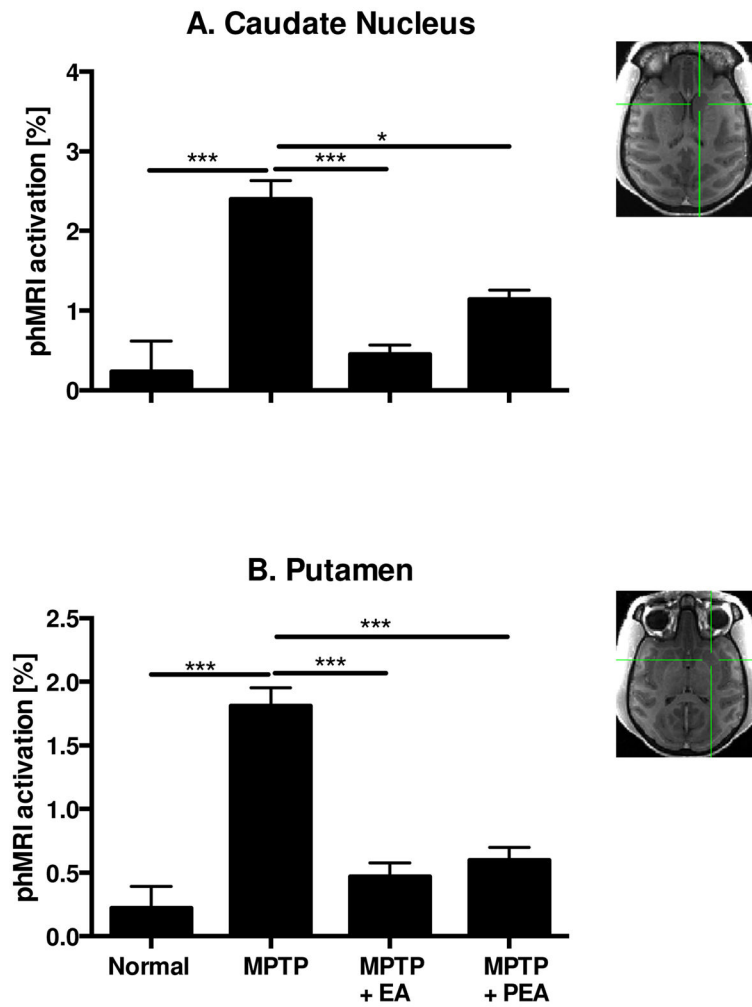 A. Caudate Nucleus
phMRI activation [%]
4
3
2
1
0
***
***
*
B. Putamen
phMRI activation [%]
2.5
2.0
1.5
1.0
0.5
0.0
***
***
***
Normal
MPTP
MPTP
+ EA
MPTP
+ PEA